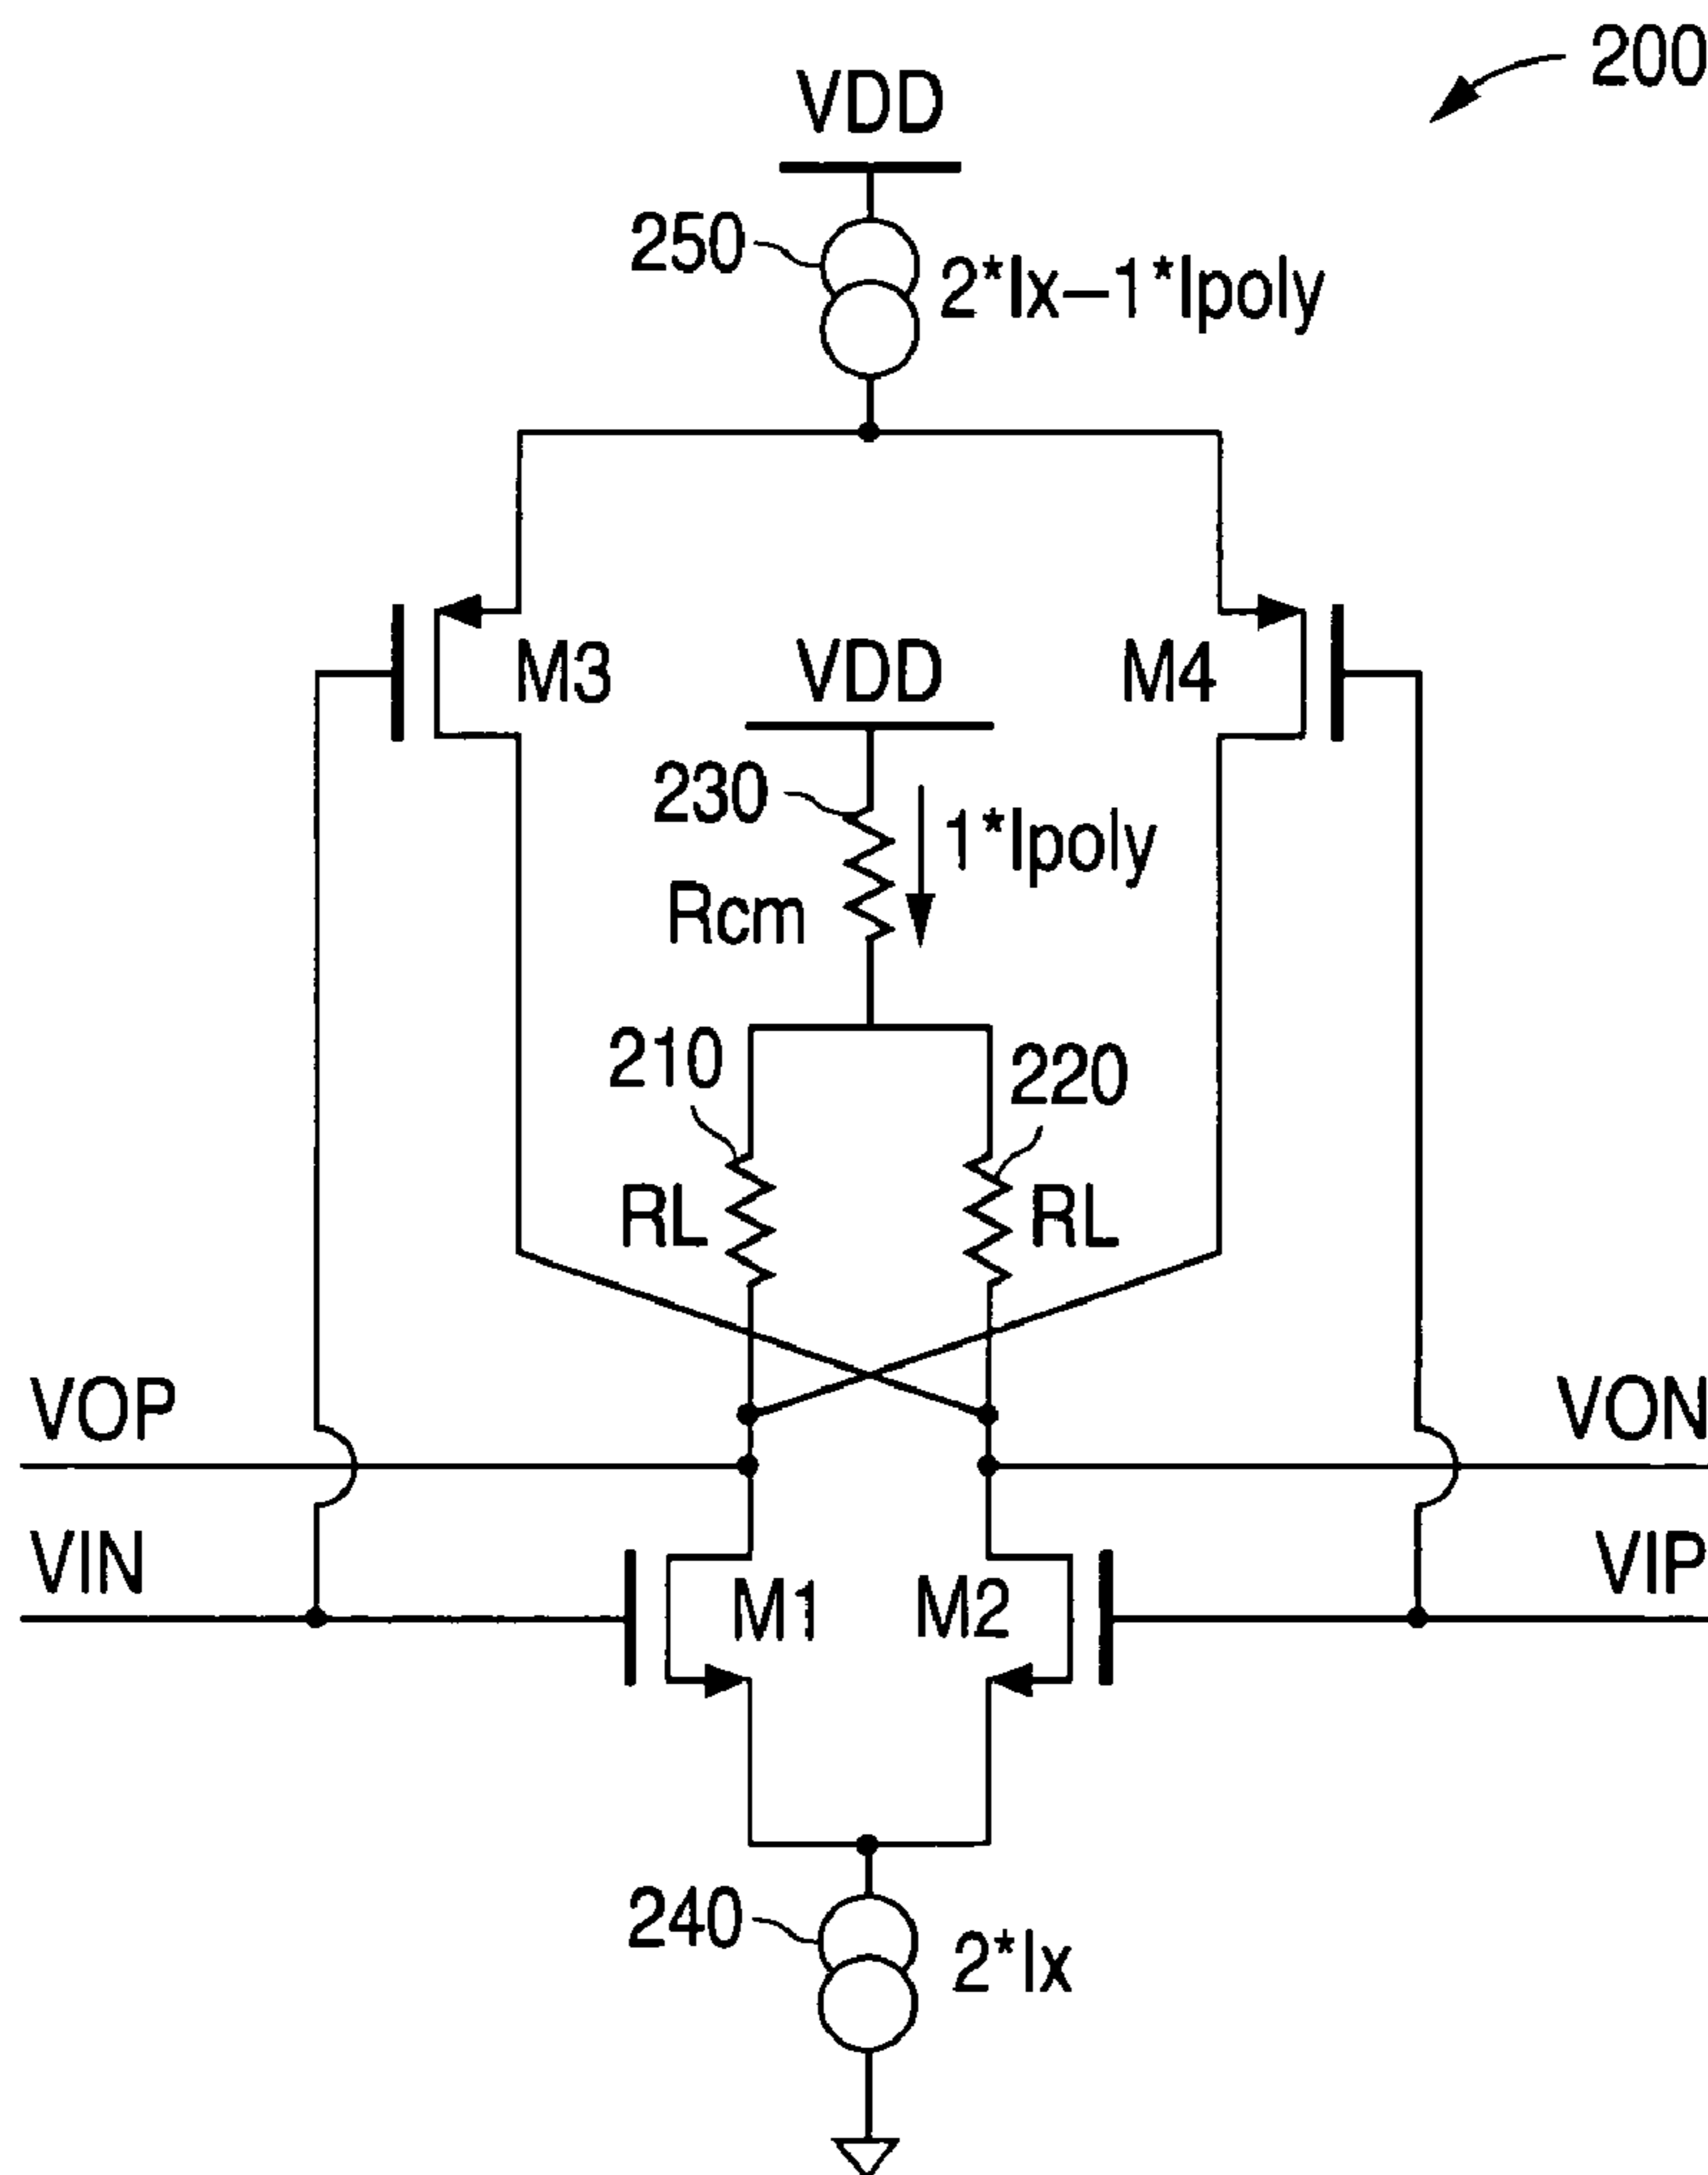 200
VDD
250
2*Ix–1*Ipoly
M3
VDD
M4
230
1*Ipoly
Rcm
210
220
RL
RL
VOP
VON
VIN
M1
M2
VIP
240
2*Ix